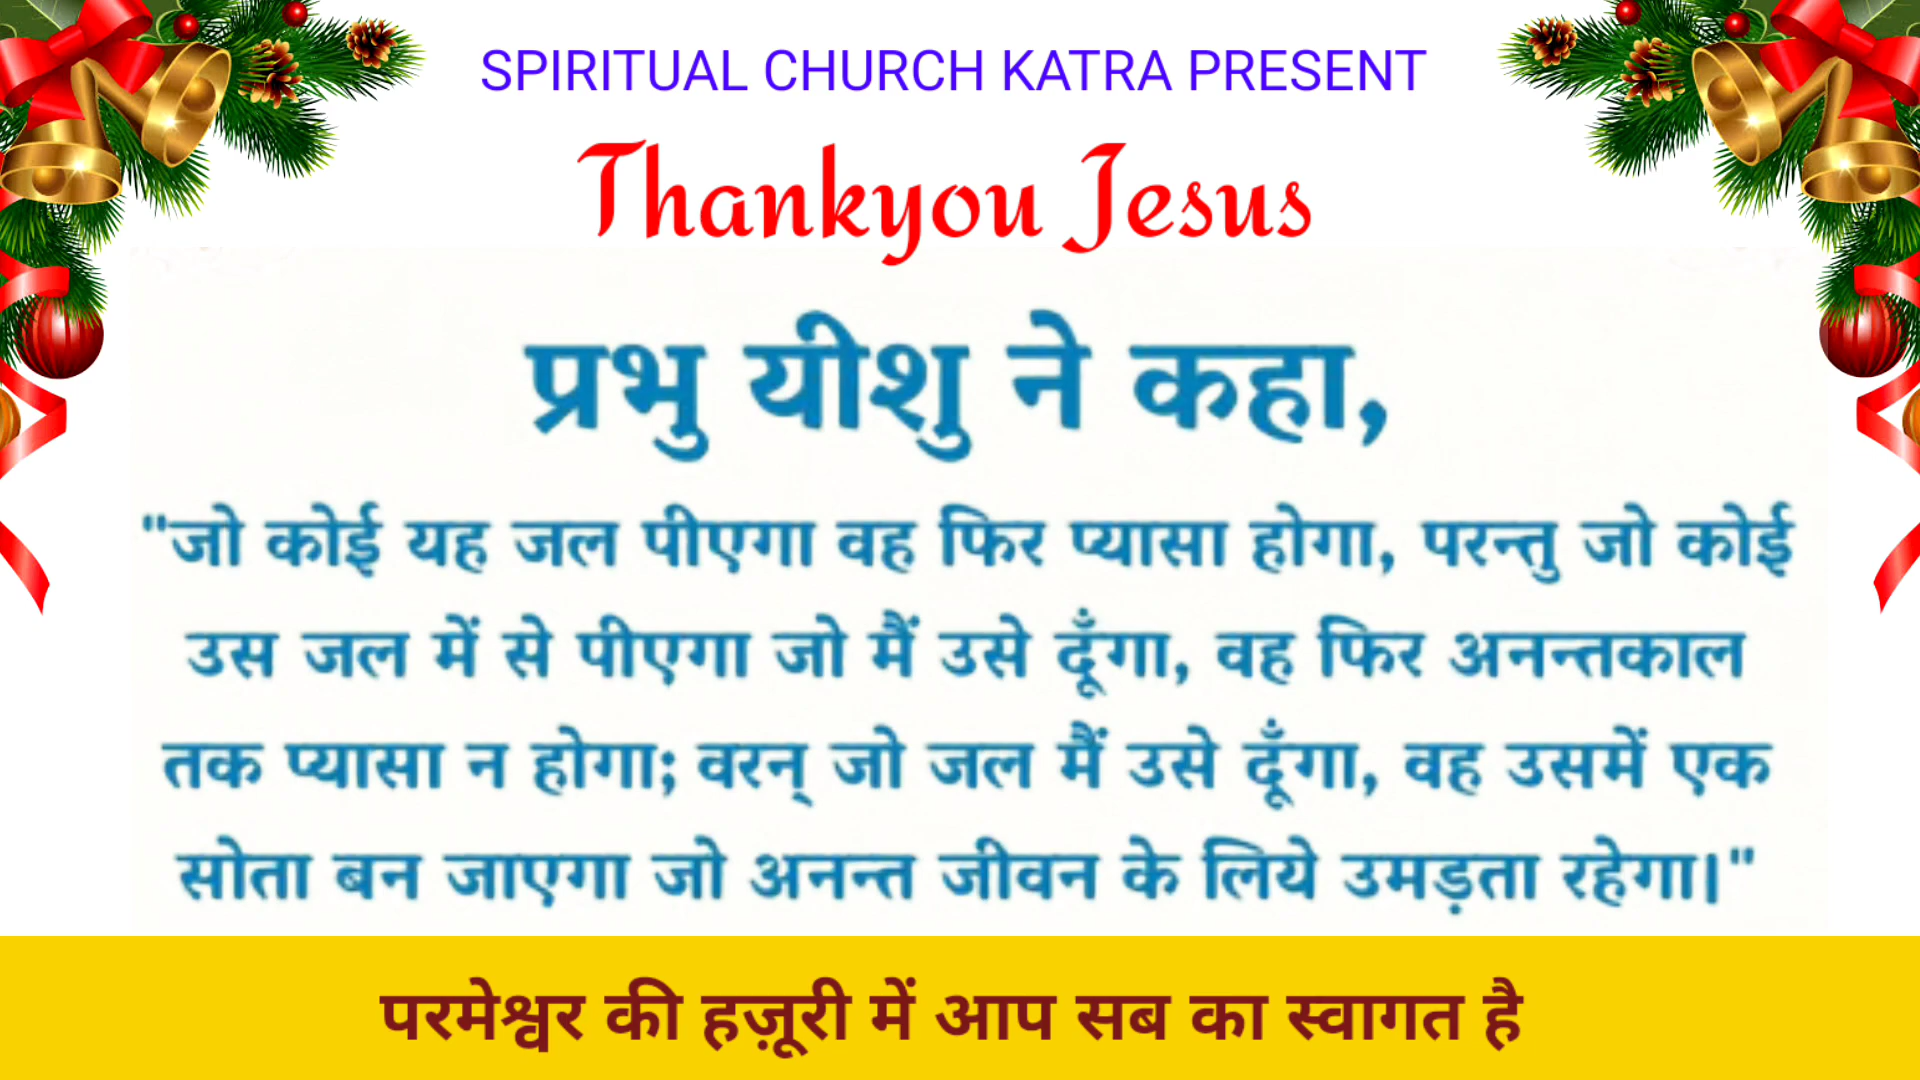 SPIRITUAL CHURCH KATRA PRESENT
Thankyou Jesus
प्रभु यीशु ने कहा,
"जो कोई यह जल पीएगा वह फिर प्यासा होगा, परन्तु जो कोई
उस जल में से पीएगा जो मैं उसे दूँगा, वह फिर अनन्तकाल
तक प्यासा न होगा; वरन् जो जल मैं उसे दूँगा, वह उसमें एक
सोता बन जाएगा जो अनन्त जीवन के लिये उमड़ता रहेगा।"
परमेश्वर की हज़ूरी में आप सब का स्वागत है